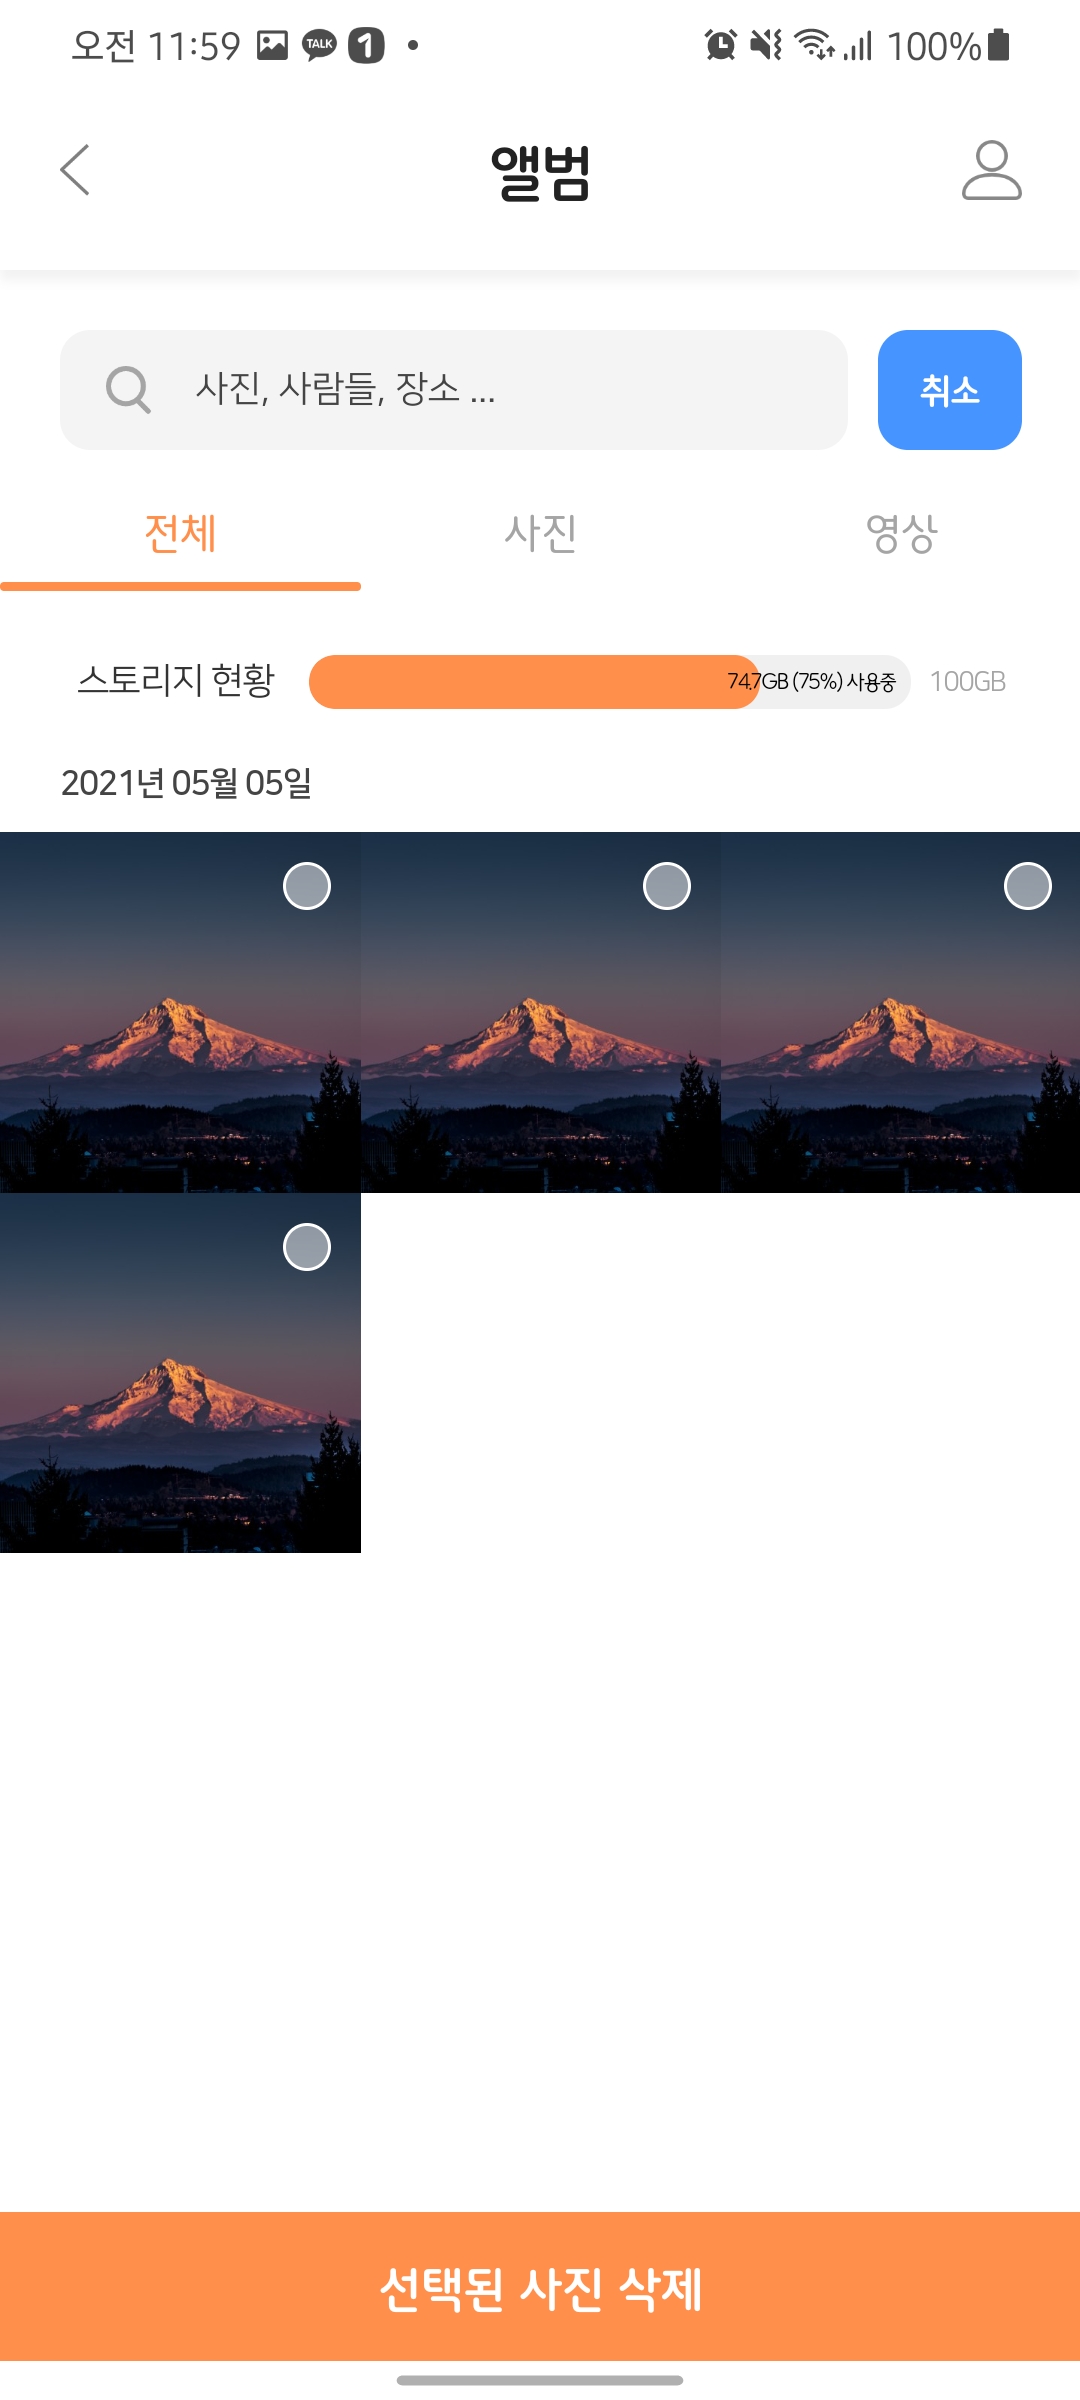 오전 11:59 TALK 1 100%
앨범
사진, 사람들, 장소 ...
취소
전체 사진 영상
스토리지 현황 74.7GB (75%) 사용중 100GB
2021년 05월 05일
선택된 사진 삭제